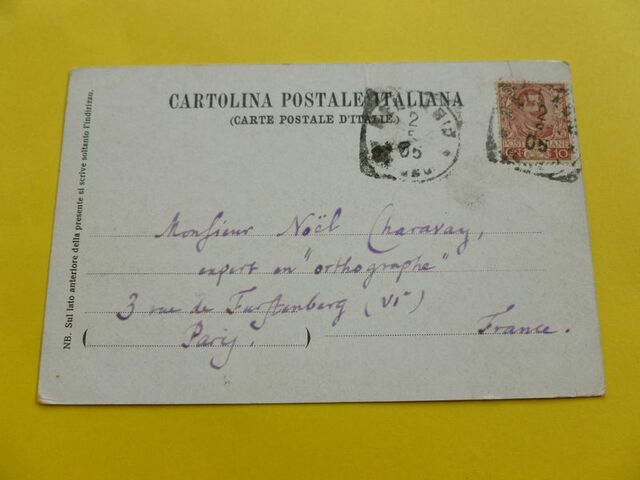 CARTOLINA POSTALE ITALIANA
(CARTE POSTALE D'ITALIE)
NB. Sul lato anteriore della presente si scrive soltanto l'indirizzo.
10
Monsieur Noël Charavay,
expert en "orthographe"
3 rue de Furstenberg (VIe)
(Paris.)
France.